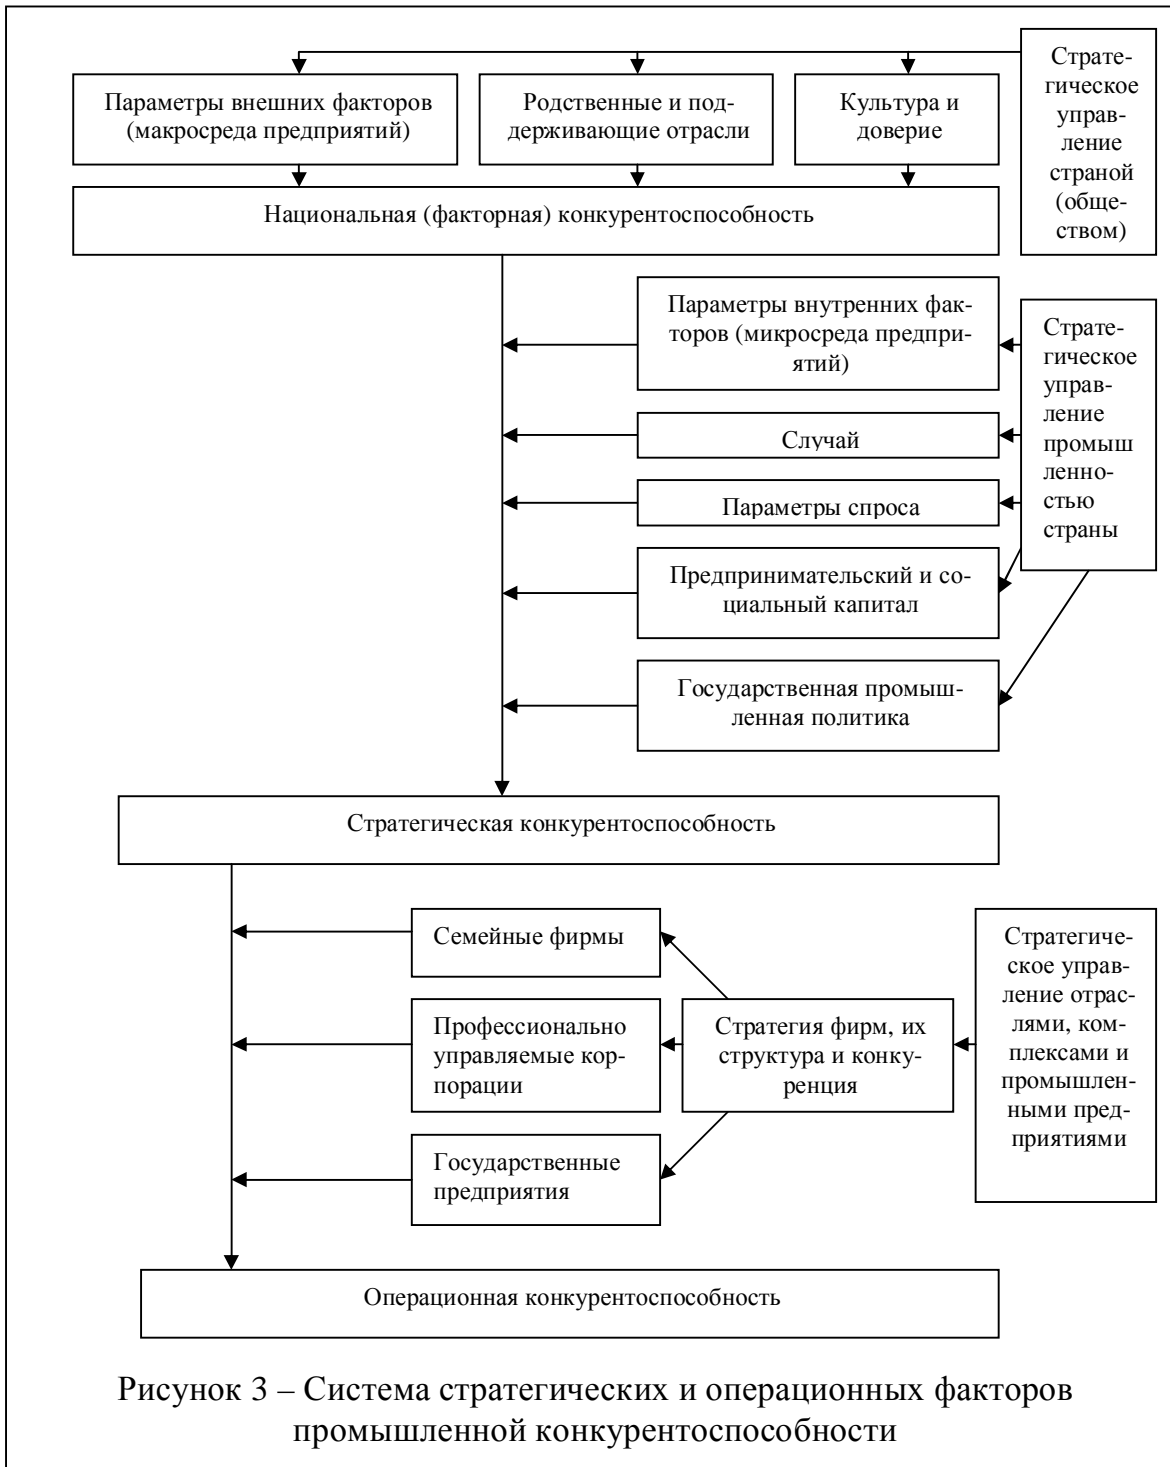 Параметры внешних факторов
(макросреда предприятий)
Родственные и под-
держивающие отрасли
Культура и
доверие
Страте-
гическое
управ-
ление
страной
(обще-
ством)
Национальная (факторная) конкурентоспособность
Параметры внутренних фак-
торов (микросреда предпри-
ятий)
Случай
Параметры спроса
Предпринимательский и со-
циальный капитал
Государственная промыш-
ленная политика
Страте-
гическое
управ-
ление
промыш
ленно-
стью
страны
Стратегическая конкурентоспособность
Семейные фирмы
Профессионально
управляемые кор-
порации
Государственные
предприятия
Стратегия фирм, их
структура и конку-
ренция
Стратегиче-
ское управ-
ление отрас-
лями, ком-
плексами и
промышлен-
ными пред-
приятиями
Операционная конкурентоспособность
Рисунок 3 – Система стратегических и операционных факторов
промышленной конкурентоспособности